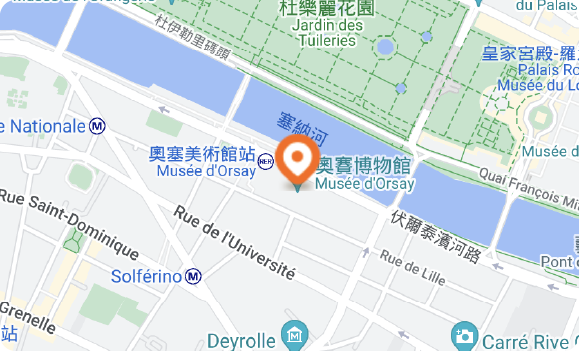 Musée de l'Orangerie
杜樂麗花園
Jardin des
Tuileries
du Palais
杜伊勒里碼頭
皇家宮殿-羅
Palais Ro
Musée du Lo
塞納河
e Nationale
M
奧塞美術館站
Musée d'Orsay
RER
奧賽博物館
Musée d'Orsay
Musée d
Quai François Mit
Rue Saint-Dominique
Rue de l'Université
伏爾泰濱河路
Rue de Lille
Pont d
Solférino
M
Grenelle
站
Deyrolle
Carré Rive G